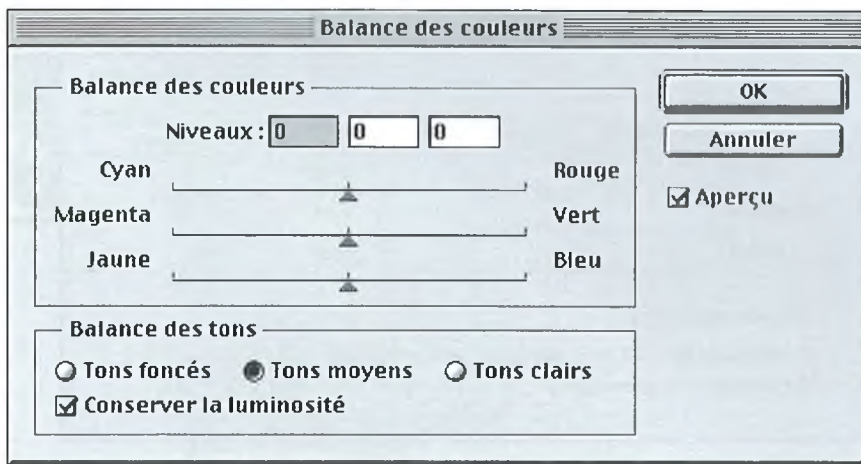 Balance des couleurs
Balance des couleurs
Niveaux : 0 0 0
Cyan Rouge
Magenta Vert
Jaune Bleu
Balance des tons
Tons foncés Tons moyens Tons clairs
Conserver la luminosité
OK
Annuler
Aperçu